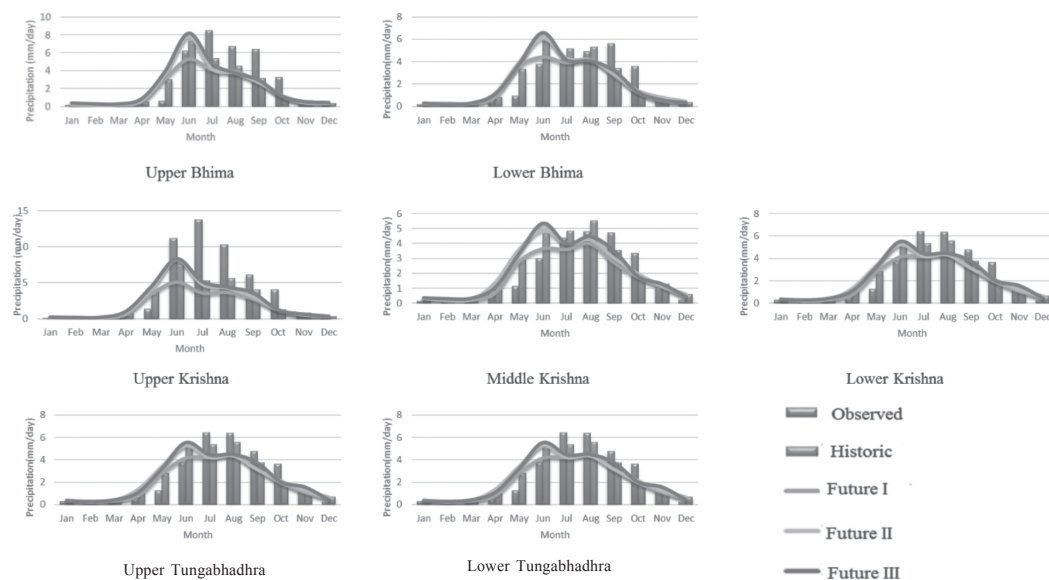 Precipitation (mm/day)
10
8
6
4
2
0
Jan Feb Mar Apr May Jun Jul Aug Sep Oct Nov Dec
Month
Upper Bhima
Precipitation(mm/day)
8
6
4
2
0
Jan Feb Mar Apr May Jun Jul Aug Sep Oct Nov Dec
Month
Lower Bhima
Precipitation (mm/day)
15
10
5
0
Jan Feb Mar Apr May Jun Jul Aug Sep Oct Nov Dec
Month
Upper Krishna
Precipitation(mm/day)
6
5
4
3
2
1
0
Jan Feb Mar Apr May Jun Jul Aug Sep Oct Nov Dec
Month
Middle Krishna
Precipitation(mm/day)
8
6
4
2
0
Jan Feb Mar Apr May Jun Jul Aug Sep Oct Nov Dec
Month
Lower Krishna
Precipitation(mm/day)
8
6
4
2
0
Jan Feb Mar Apr May Jun Jul Aug Sep Oct Nov Dec
Month
Upper Tungabhadhra
Precipitation(mm/day)
8
6
4
2
0
Jan Feb Mar Apr May Jun Jul Aug Sep Oct Nov Dec
Month
Lower Tungabhadhra
Observed
Historic
Future I
Future II
Future III